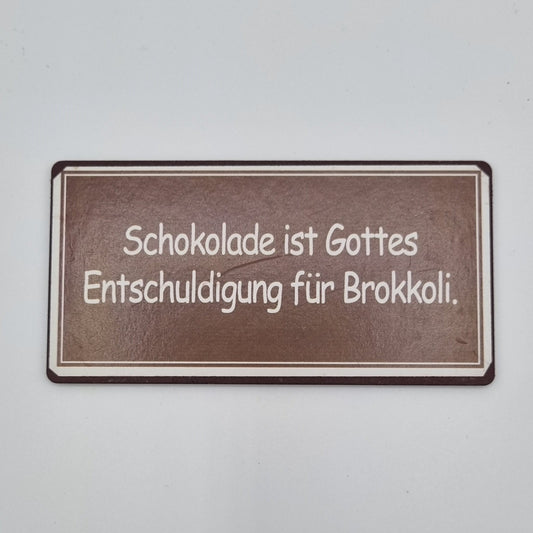 Schokolade ist Gottes
Entschuldigung für Brokkoli.